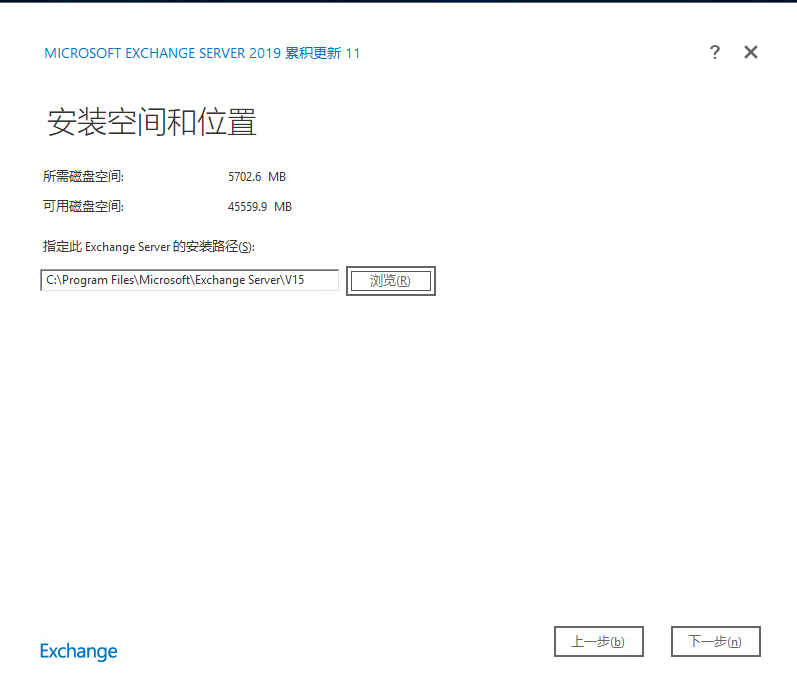 MICROSOFT EXCHANGE SERVER 2019 累积更新 11
?
安装空间和位置
所需磁盘空间: 5702.6 MB
可用磁盘空间: 45559.9 MB
指定此 Exchange Server 的安装路径(S):
C:\Program Files\Microsoft\Exchange Server\V15 浏览(R)
Exchange 上一步(b) 下一步(n)